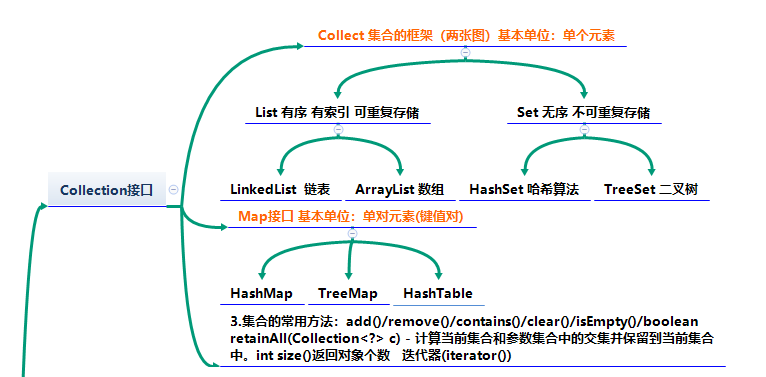 Collect 集合的框架（两张图）基本单位：单个元素
List 有序 有索引 可重复存储
Set 无序 不可重复存储
LinkedList 链表
ArrayList 数组
HashSet 哈希算法
TreeSet 二叉树
Collection接口
Map接口 基本单位：单对元素(键值对)
HashMap
TreeMap
HashTable
3.集合的常用方法：add()/remove()/contains()/clear()/isEmpty()/boolean
retainAll(Collection<?> c) - 计算当前集合和参数集合中的交集并保留到当前集合
中。int size()返回对象个数 迭代器(iterator())